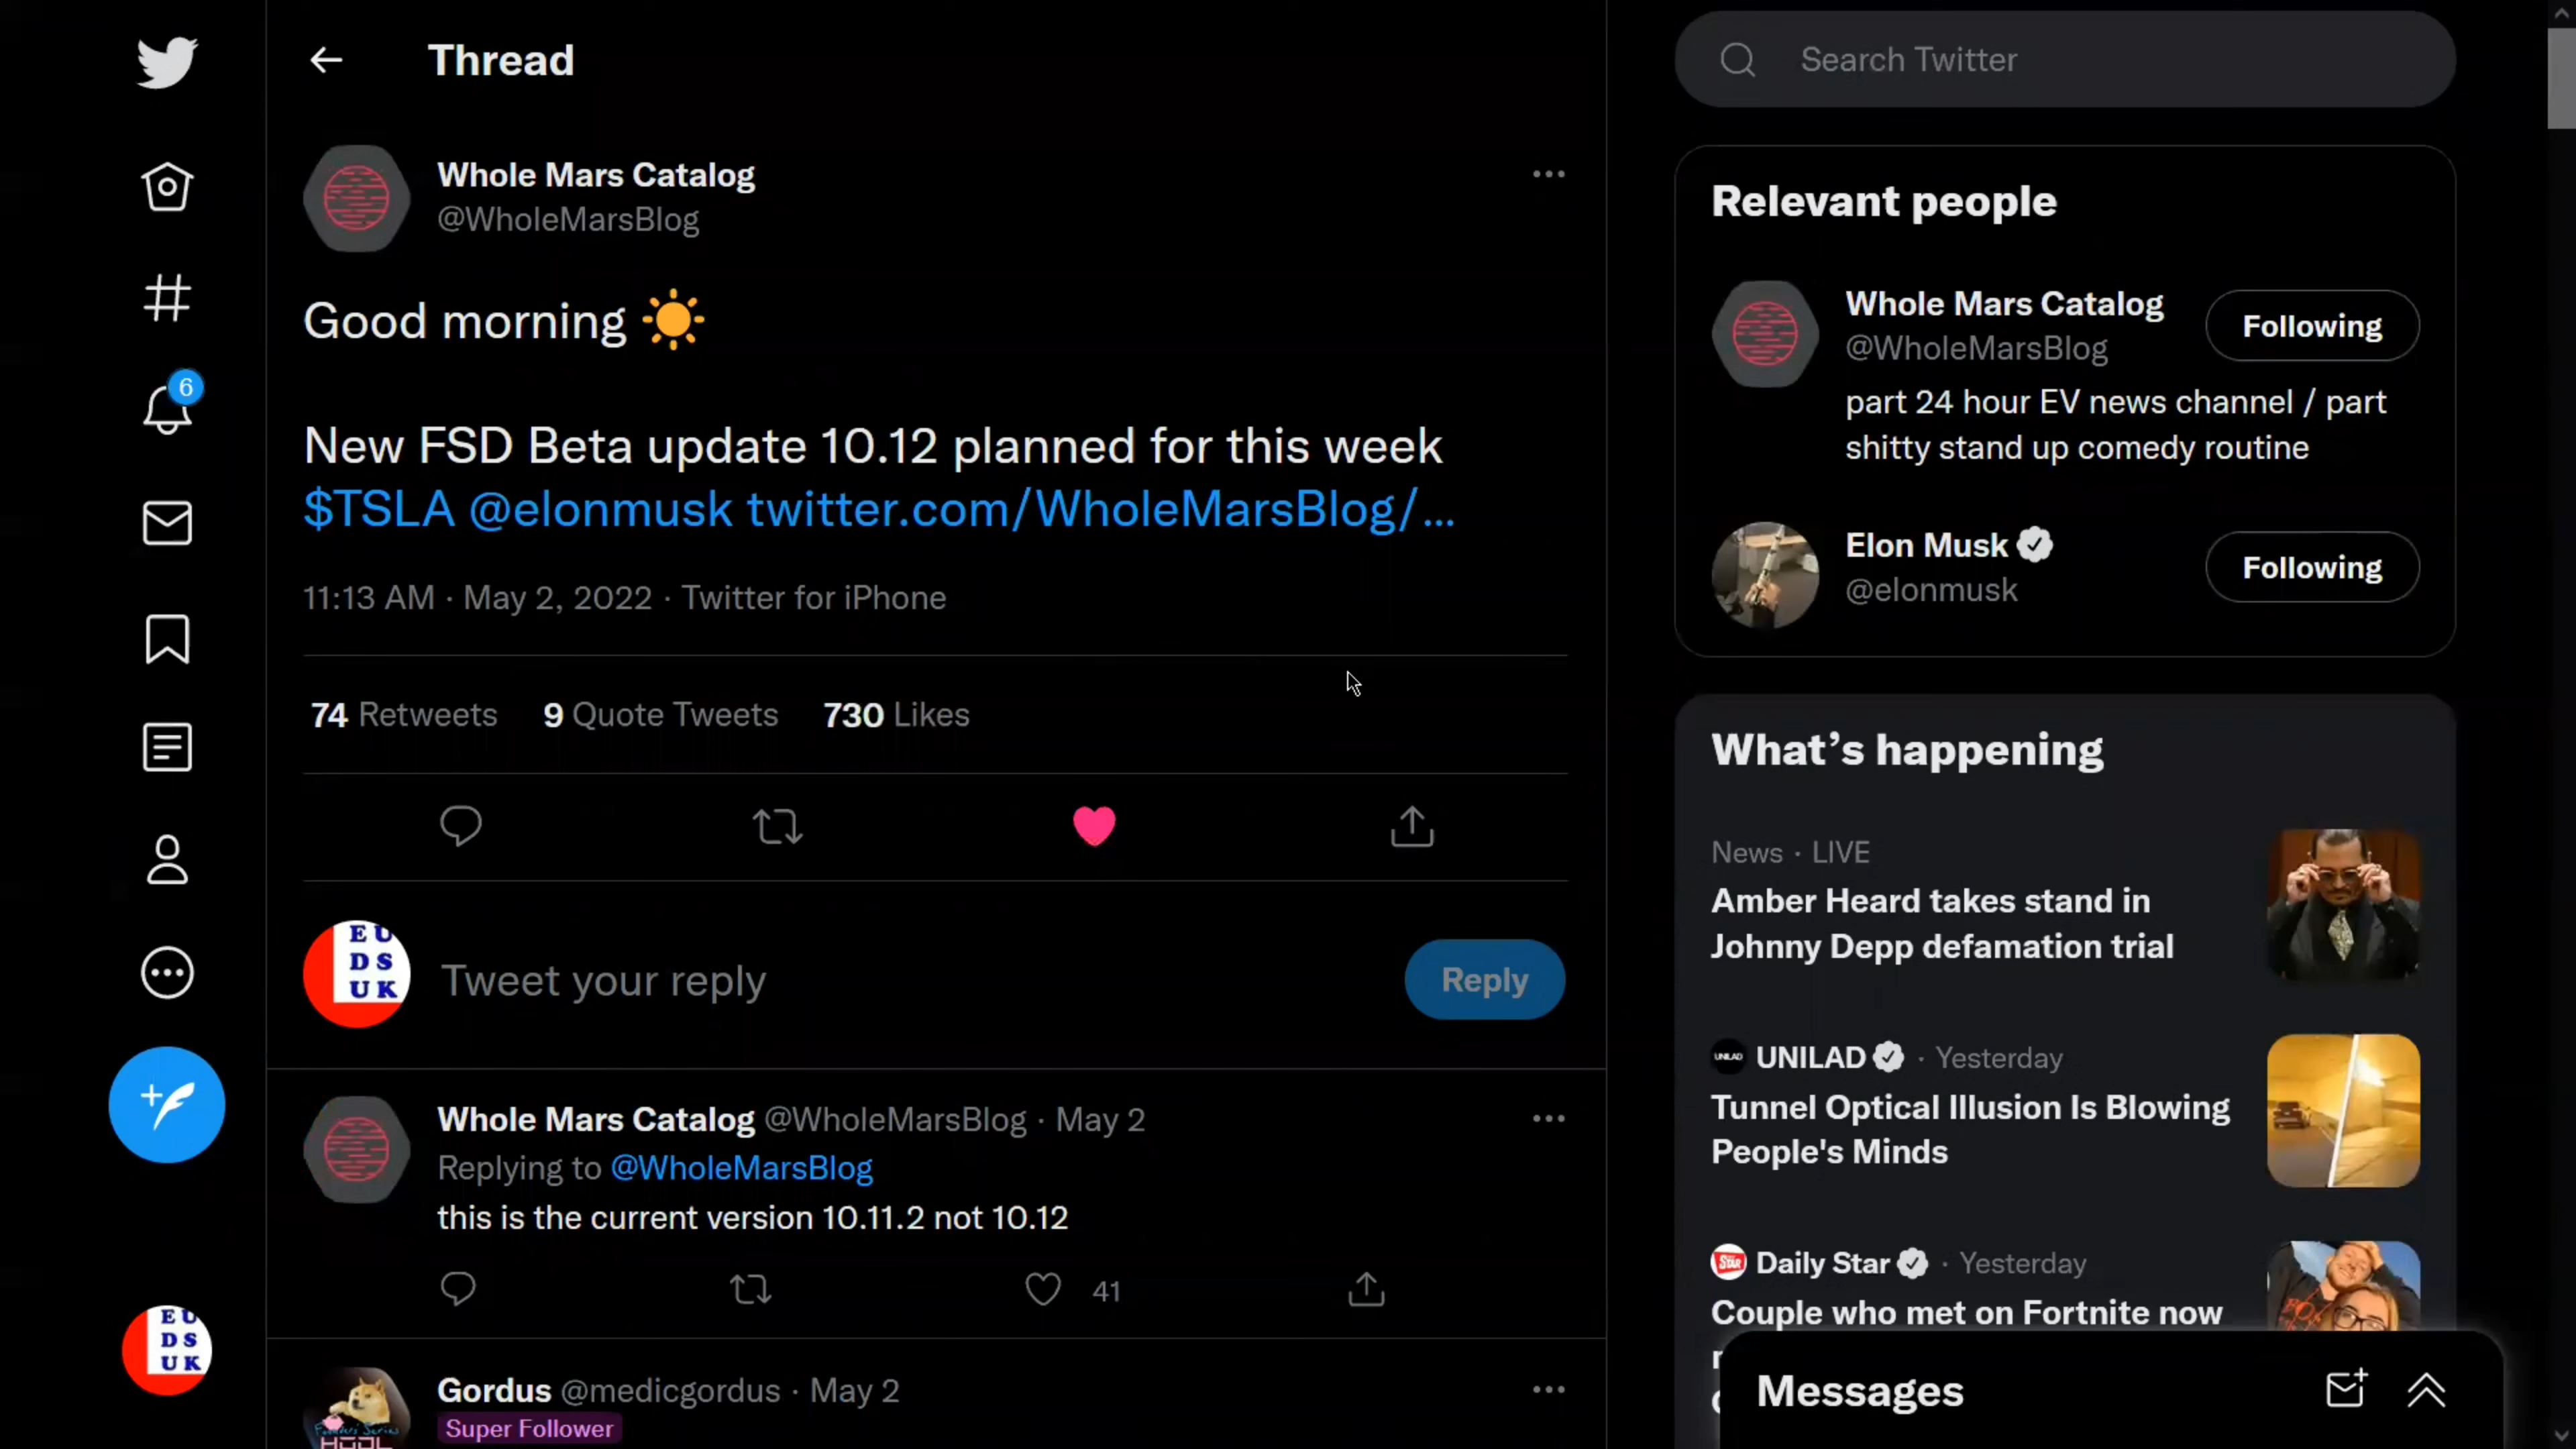 Thread
Search Twitter
Whole Mars Catalog
@WholeMarsBlog
Good morning
New FSD Beta update 10.12 planned for this week
$TSLA @elonmusk twitter.com/WholeMarsBlog/...
11:13 AM · May 2, 2022 · Twitter for iPhone
74 Retweets 9 Quote Tweets 730 Likes
EU
DS
UK
Tweet your reply
Reply
Whole Mars Catalog @WholeMarsBlog · May 2
Replying to @WholeMarsBlog
this is the current version 10.11.2 not 10.12
41
Gordus @medicgordus · May 2
Super Follower
6
EU
DS
UK
Relevant people
Whole Mars Catalog
@WholeMarsBlog
Following
part 24 hour EV news channel / part
shitty stand up comedy routine
Elon Musk
@elonmusk
Following
What's happening
News · LIVE
Amber Heard takes stand in
Johnny Depp defamation trial
UNILAD
UNILAD · Yesterday
Tunnel Optical Illusion Is Blowing
People's Minds
STAR
Daily Star · Yesterday
Couple who met on Fortnite now
Messages